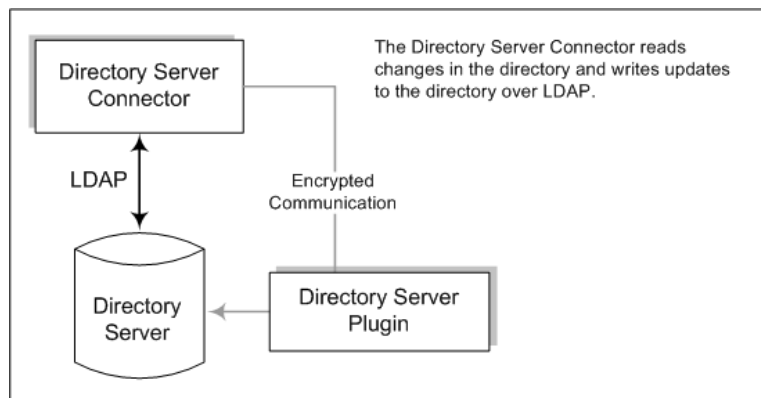 Directory Server
Connector
The Directory Server Connector reads
changes in the directory and writes updates
to the directory over LDAP.
LDAP
Encrypted
Communication
Directory
Server
Directory Server
Plugin